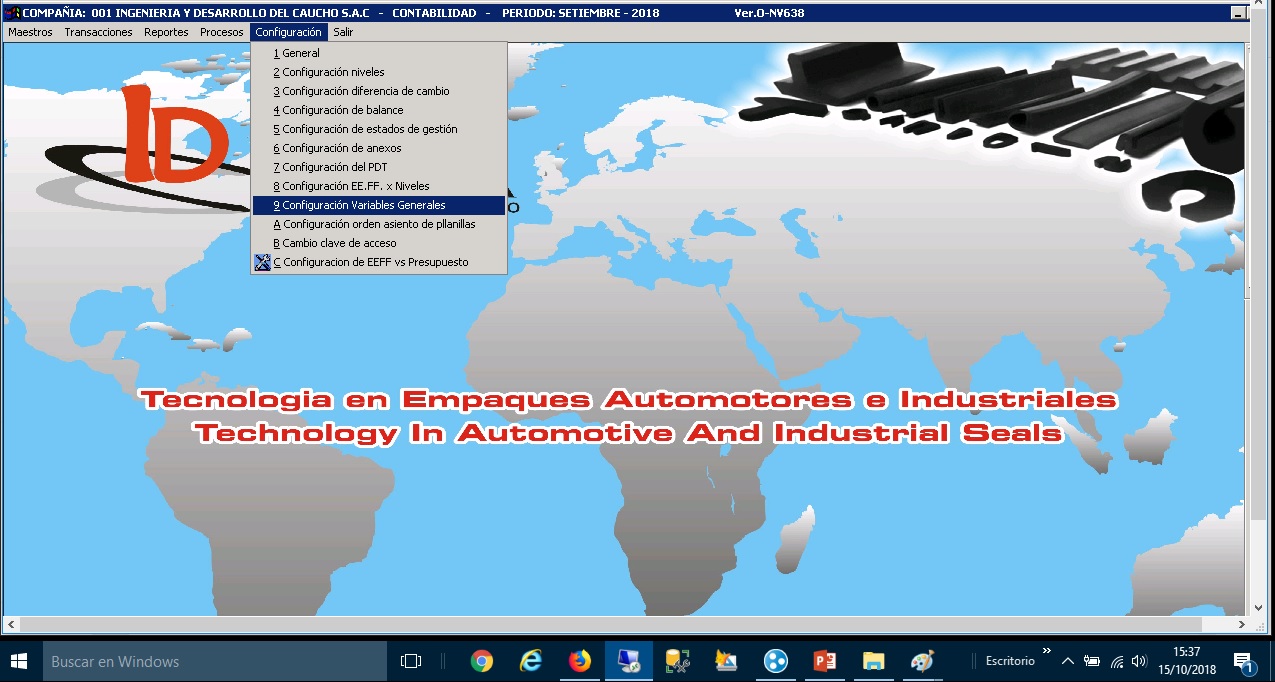 COMPAÑIA: 001 INGENIERIA Y DESARROLLO DEL CAUCHO S.A.C - CONTABILIDAD - PERIODO: SETIEMBRE - 2018 Ver.O-NV638
Maestros Transacciones Reportes Procesos Configuración Salir
1 General
2 Configuración niveles
3 Configuración diferencia de cambio
4 Configuración de balance
5 Configuración de estados de gestión
6 Configuración de anexos
7 Configuración del PDT
8 Configuración EE.FF. x Niveles
9 Configuración Variables Generales
A Configuración orden asiento de pllanillas
B Cambio clave de acceso
C Configuracion de EEFF vs Presupuesto
ID
Tecnologia en Empaques Automotores e Industriales
Technology In Automotive And Industrial Seals
Buscar en Windows
Escritorio
15:37
15/10/2018
1